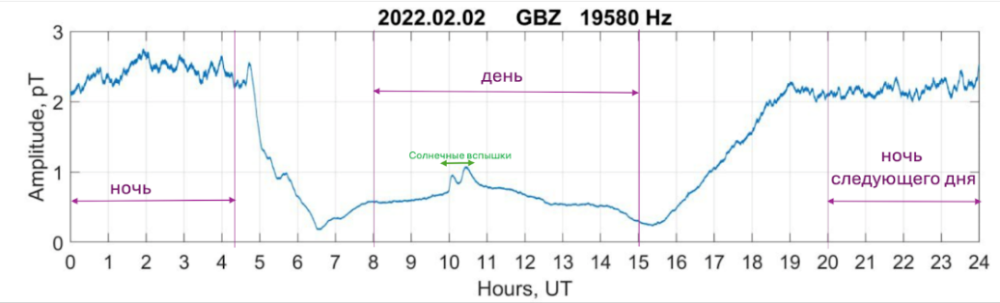 2022.02.02 GBZ 19580 Hz
Amplitude, pT
3
2
1
0
день
Солнечные вспышки
ночь
ночь
следующего дня
0 1 2 3 4 5 6 7 8 9 10 11 12 13 14 15 16 17 18 19 20 21 22 23 24
Hours, UT